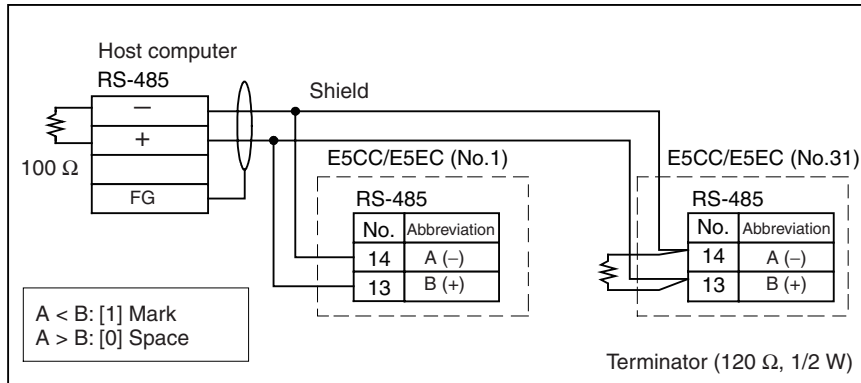 Host computer
RS-485
−
+
FG
100 Ω
Shield
E5CC/E5EC (No.1)
RS-485
No. Abbreviation
14 A (−)
13 B (+)
E5CC/E5EC (No.31)
RS-485
No. Abbreviation
14 A (−)
13 B (+)
A < B: [1] Mark
A > B: [0] Space
Terminator (120 Ω, 1/2 W)